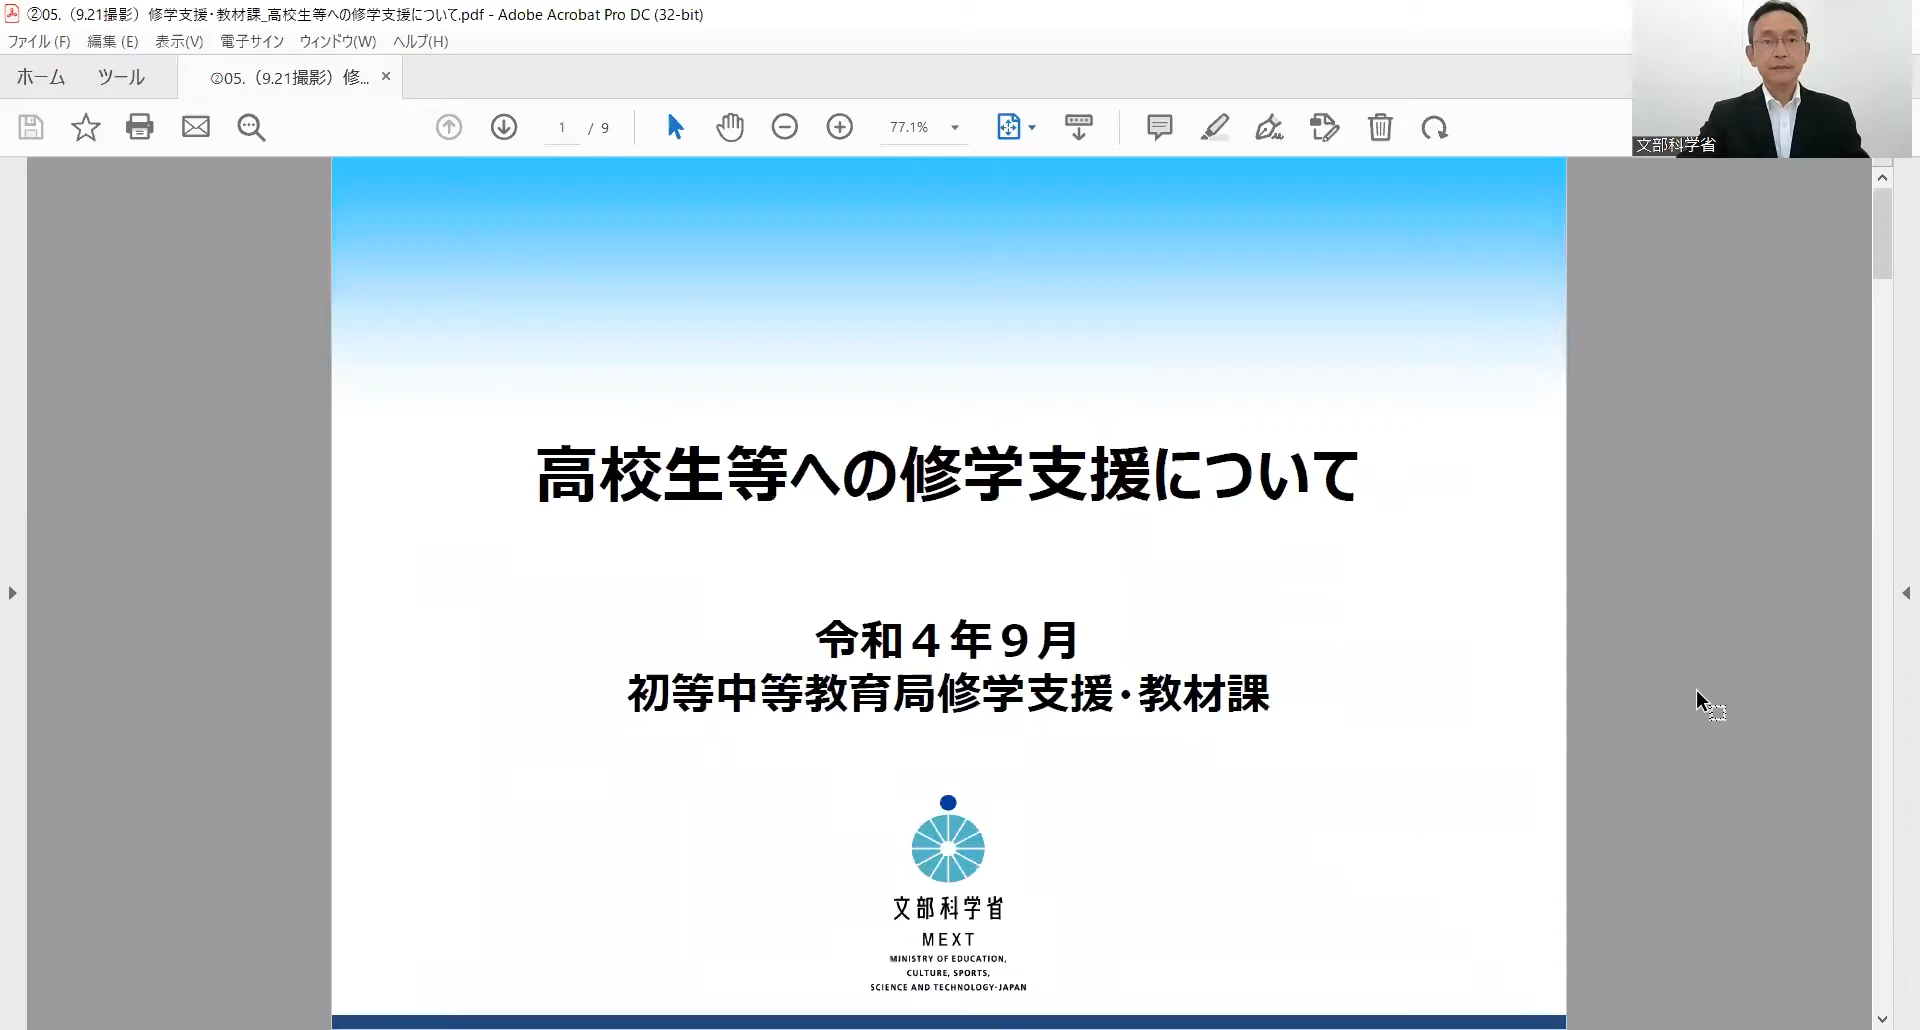 ②05.（9.21撮影）修学支援・教材課_高校生等への修学支援について.pdf - Adobe Acrobat Pro DC (32-bit)
ファイル(F) 編集(E) 表示(V) 電子サイン ウィンドウ(W) ヘルプ(H)
ホーム ツール ②05.（9.21撮影）修... ×
1 / 9 77.1%
文部科学省
高校生等への修学支援について
令和４年９月
初等中等教育局修学支援・教材課
文部科学省
MEXT
MINISTRY OF EDUCATION,
CULTURE, SPORTS,
SCIENCE AND TECHNOLOGY-JAPAN